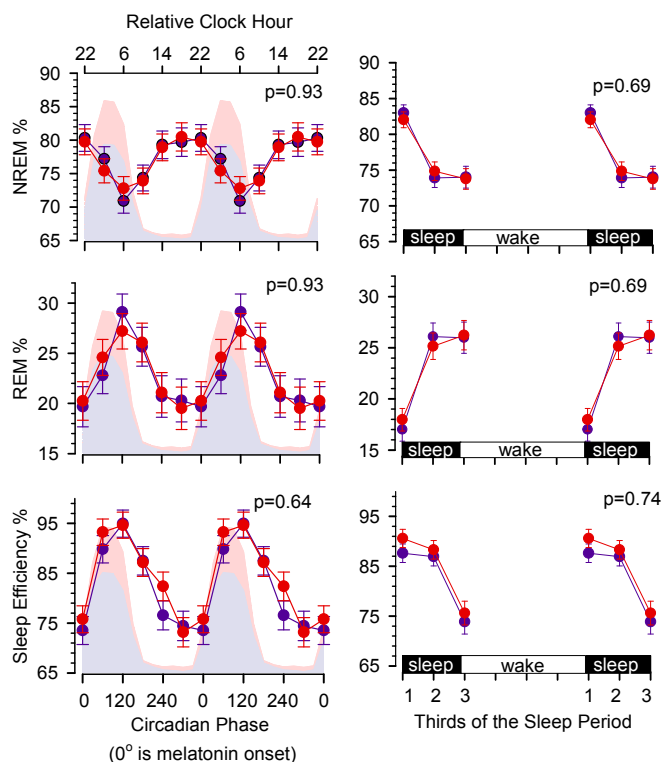 Relative Clock Hour
22 6 14 22 6 14 22
90
85
80
75
70
65
NREM %
p=0.93
90
85
80
75
70
65
p=0.69
sleep wake sleep
30
25
20
15
REM %
p=0.93
30
25
20
15
p=0.69
sleep wake sleep
95
85
75
65
Sleep Efficiency %
p=0.64
95
85
75
65
p=0.74
sleep wake sleep
0 120 240 0 120 240 0
Circadian Phase
(0° is melatonin onset)
1 2 3 1 2 3
Thirds of the Sleep Period